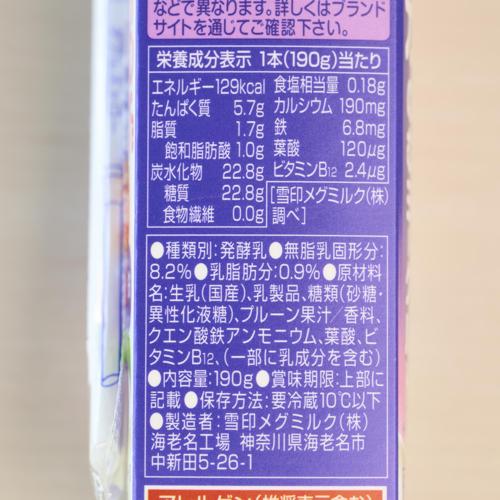 などで異なります。詳しくはブランド
サイトを通じてご確認下さい。
栄養成分表示 1本(190g)当たり
エネルギー129kcal
たんぱく質 5.7g
脂質 1.7g
飽和脂肪酸 1.0g
炭水化物 22.8g
糖質 22.8g
食物繊維 0.0g
食塩相当量 0.18g
カルシウム 190mg
鉄 6.8mg
葉酸 120μg
ビタミンB12 2.4μg
[雪印メグミルク(株)
調べ]
●種類別:発酵乳●無脂乳固形分:
8.2%●乳脂肪分:0.9%●原材料
名:生乳(国産)、乳製品、糖類(砂糖・
異性化液糖)、プルーン果汁/香料、
クエン酸鉄アンモニウム、葉酸、ビ
タミンB12、(一部に乳成分を含む)
●内容量:190g●賞味期限:上部に
記載●保存方法:要冷蔵10℃以下
●製造者:雪印メグミルク(株)
海老名工場 神奈川県海老名市
中新田5-26-1
アレルゲン(推奨表示含む)